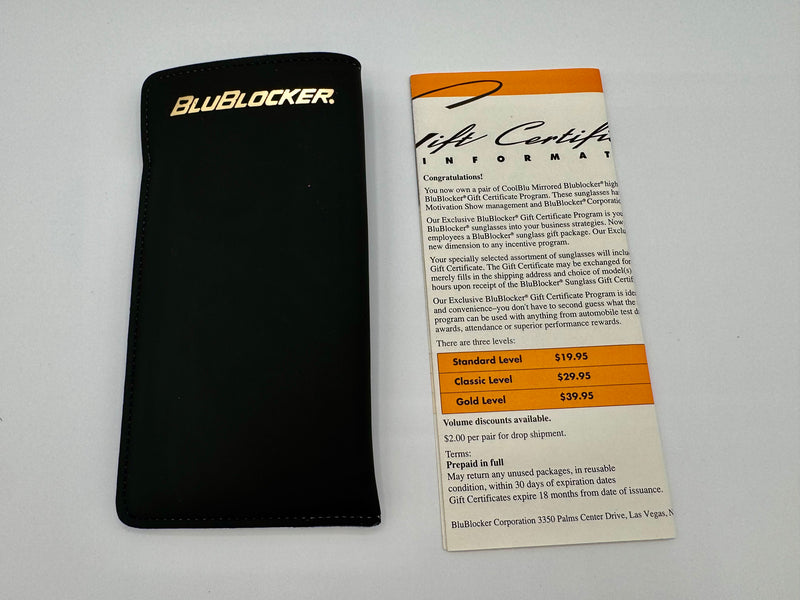 BLUBLOCKER®
Gift Certifi
INFORMAT
Congratulations!
You now own a pair of CoolBlu Mirrored Blublocker® high
BluBlocker® Gift Certificate Program. These sunglasses ha
Motivation Show management and BluBlocker® Corporatio
Our Exclusive BluBlocker® Gift Certificate Program is you
BluBlocker® sunglasses into your business strategies. Now
employees a BluBlocker® sunglass gift package. Our Exclu
new dimension to any incentive program.
Your specially selected assortment of sunglasses will inclu
Gift Certificate. The Gift Certificate may be exchanged for
merely fills in the shipping address and choice of model(s)
hours upon receipt of the BluBlocker® Sunglass Gift Certif
Our Exclusive BluBlocker® Gift Certificate Program is idea
and convenience–you don't have to second guess what the
program can be used with anything from automobile test d
awards, attendance or superior performance rewards.
There are three levels:
Standard Level $19.95
Classic Level $29.95
Gold Level $39.95
Volume discounts available.
$2.00 per pair for drop shipment.
Terms:
Prepaid in full
May return any unused packages, in reusable
condition, within 30 days of expiration dates
Gift Certificates expire 18 months from date of issuance.
BluBlocker Corporation 3350 Palms Center Drive, Las Vegas, N